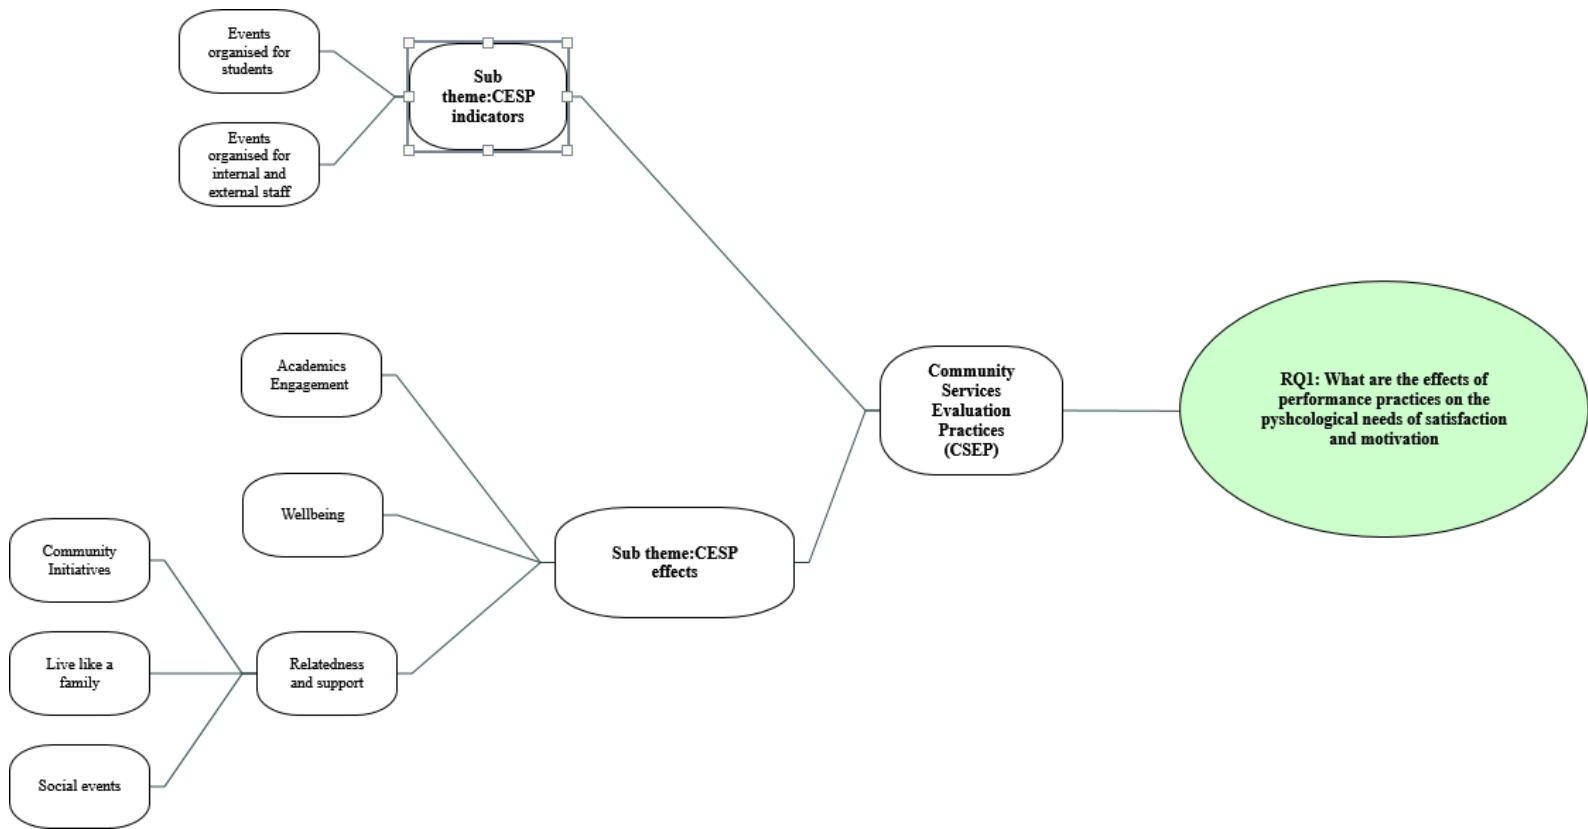 Events
organised for
students
Sub
theme:CESP
indicators
Events
organised for
internal and
external staff
Academics
Engagement
Community
Services
Evaluation
Practices
(CSEP)
RQ1: What are the effects of
performance practices on the
pyshcological needs of satisfaction
and motivation
Wellbeing
Sub theme:CESP
effects
Community
Initiatives
Live like a
family
Relatedness
and support
Social events